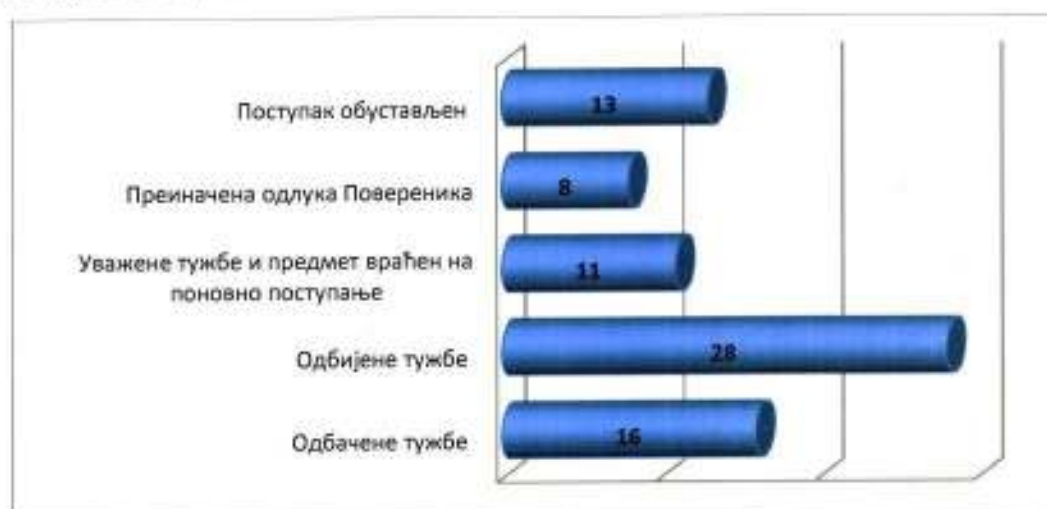 Поступак обустављен
13
Преиначена одлука Повереника
8
Уважене тужбе и предмет враћен на
поновно поступање
11
Одбијене тужбе
28
Одбачене тужбе
16